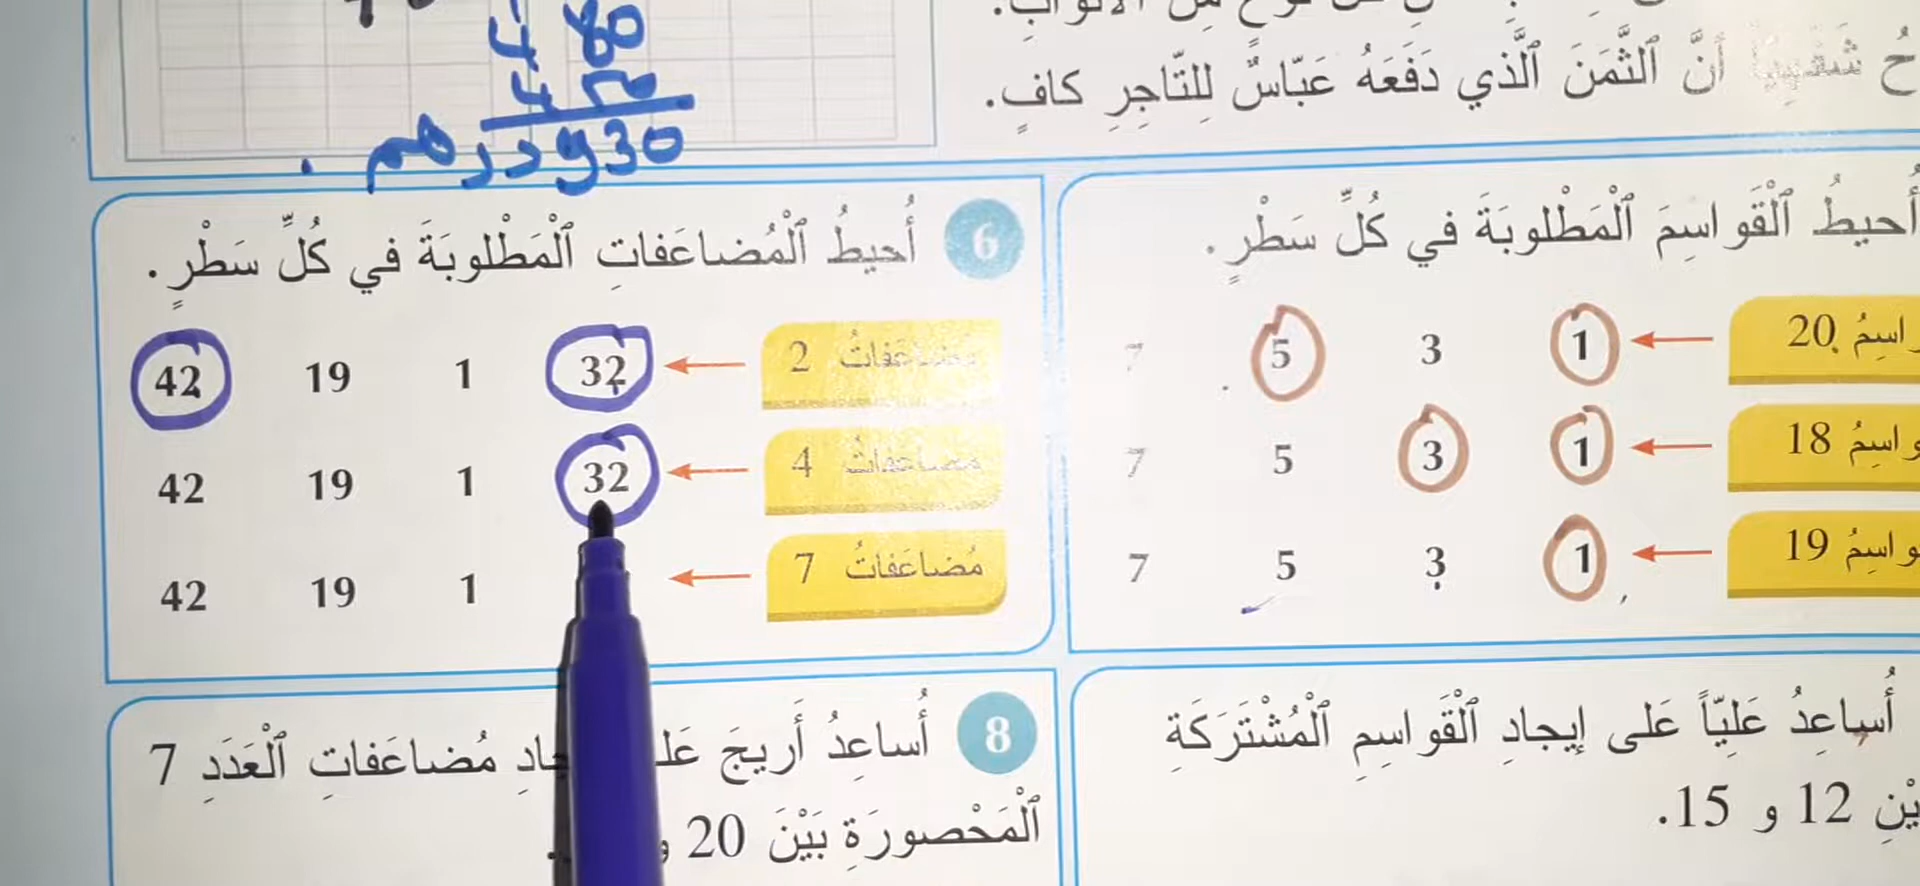 80
930 درهم.
أَنَّ ٱلثَّمَنَ ٱلَّذي دَفَعَهُ عَبّاسٌ لِلتّاجِرِ كافٍ.
أُحيطُ ٱلْقَواسِمَ ٱلْمَطْلوبَةَ في كُلِّ سَطْرٍ.
20 1 3 5 7
18 1 3 5 7
19 1 3 5 7
6 أُحيطُ ٱلْمُضاعَفاتِ ٱلْمَطْلوبَةَ في كُلِّ سَطْرٍ.
مُضاعَفاتُ 2 32 1 19 42
مُضاعَفاتُ 4 32 1 19 42
مُضاعَفاتُ 7 1 19 42
أُساعِدُ عَلِيّاً عَلى إيجادِ ٱلْقَواسِمِ ٱلْمُشْتَرَكَةِ
12 و 15.
8 أُساعِدُ أَريجَ مُضاعَفاتِ ٱلْعَدَدِ 7
ٱلْمَحْصورَةِ بَيْنَ 20 و